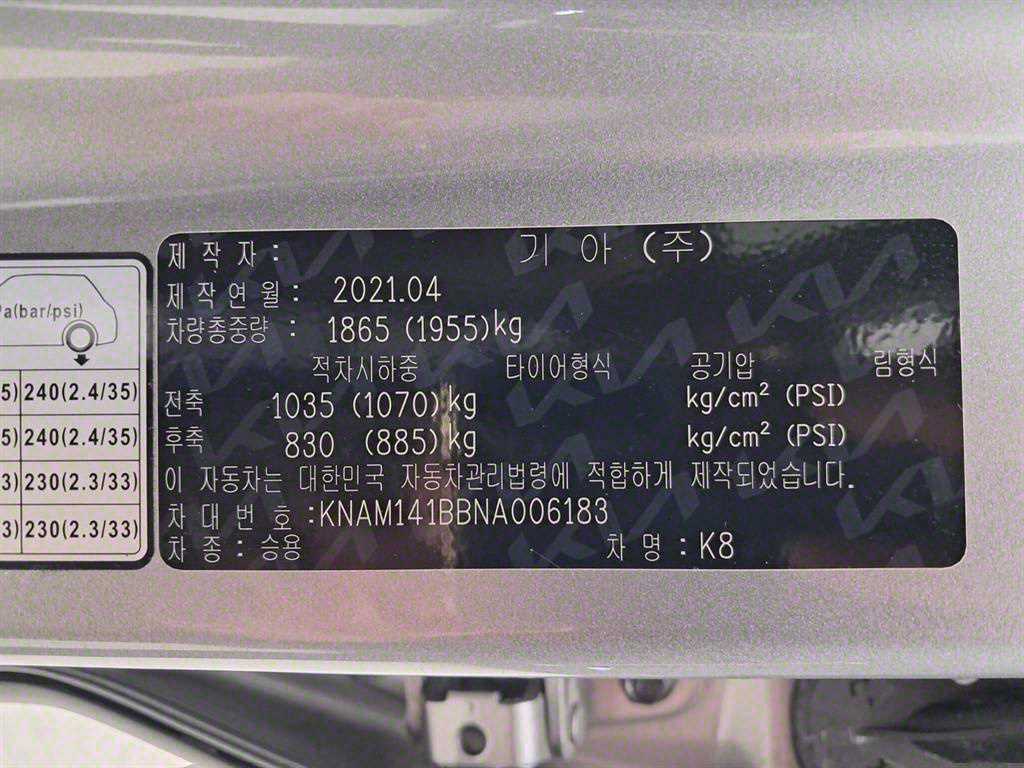 제작자 : 기아(주)
제작연월 : 2021.04
차량총중량 : 1865 (1955)kg
적차시하중 타이어형식 공기압 림형식
전축 1035 (1070)kg kg/cm² (PSI)
후축 830 (885)kg kg/cm² (PSI)
이 자동차는 대한민국 자동차관리법령에 적합하게 제작되었습니다.
차대번호 :KNAM141BBNA006183
차종 : 승용 차명 : K8
a(bar/psi)
5) 240(2.4/35)
5) 240(2.4/35)
3) 230(2.3/33)
3) 230(2.3/33)